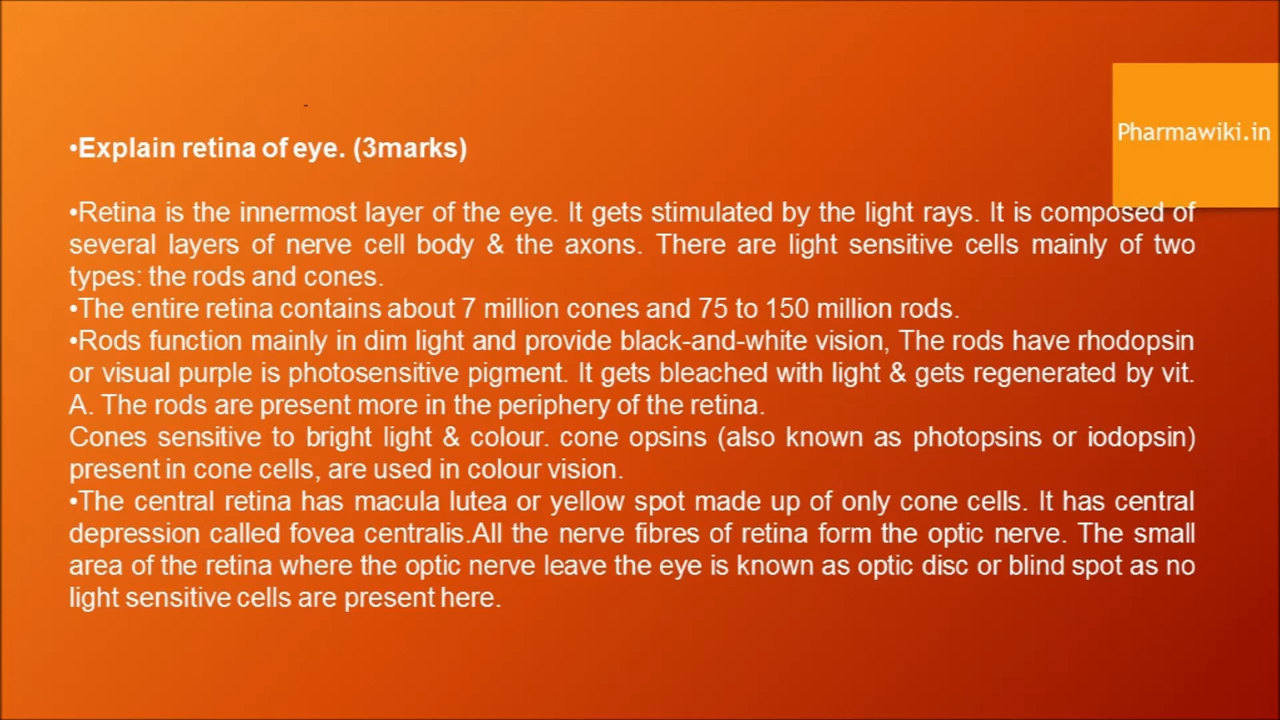 •Explain retina of eye. (3marks)
Pharmawiki.in
•Retina is the innermost layer of the eye. It gets stimulated by the light rays. It is composed of
several layers of nerve cell body & the axons. There are light sensitive cells mainly of two
types: the rods and cones.
•The entire retina contains about 7 million cones and 75 to 150 million rods.
•Rods function mainly in dim light and provide black-and-white vision, The rods have rhodopsin
or visual purple is photosensitive pigment. It gets bleached with light & gets regenerated by vit.
A. The rods are present more in the periphery of the retina.
Cones sensitive to bright light & colour. cone opsins (also known as photopsins or iodopsin)
present in cone cells, are used in colour vision.
•The central retina has macula lutea or yellow spot made up of only cone cells. It has central
depression called fovea centralis.All the nerve fibres of retina form the optic nerve. The small
area of the retina where the optic nerve leave the eye is known as optic disc or blind spot as no
light sensitive cells are present here.